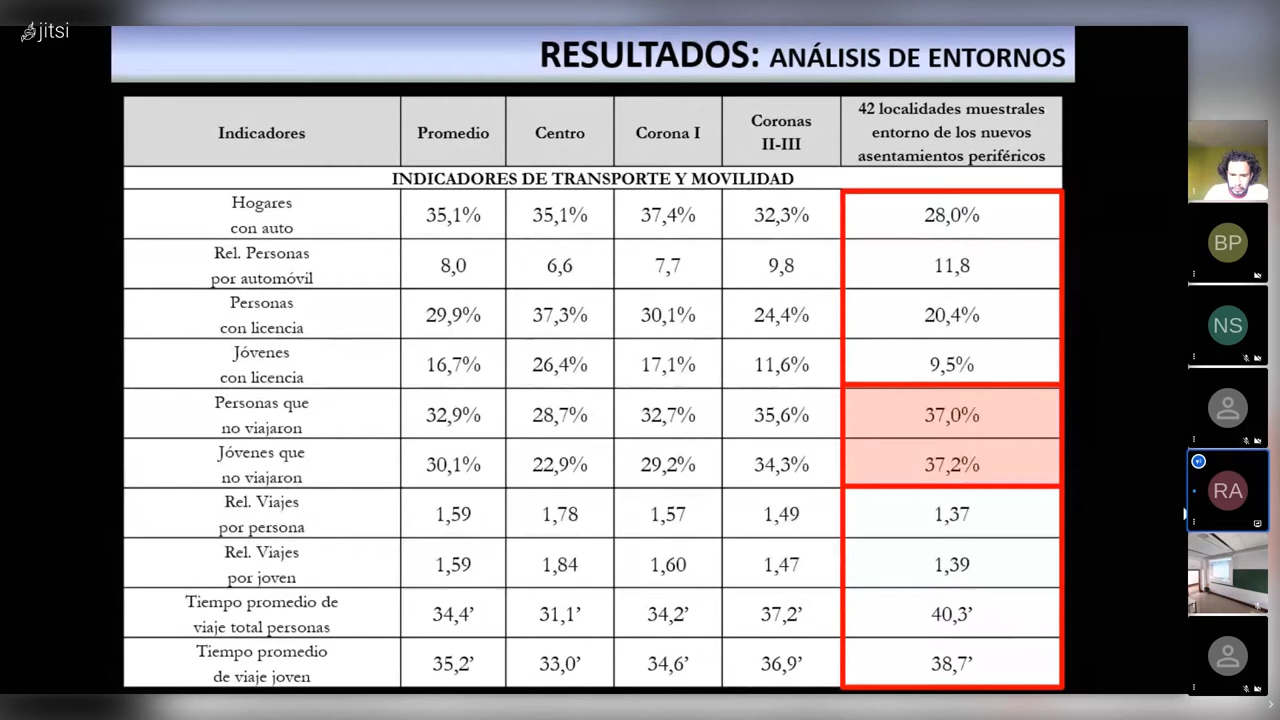 jitsi
RESULTADOS: ANÁLISIS DE ENTORNOS
Indicadores
Promedio
Centro
Corona I
Coronas
II-III
42 localidades muestrales
entorno de los nuevos
asentamientos periféricos
INDICADORES DE TRANSPORTE Y MOVILIDAD
Hogares
con auto
35,1% 35,1% 37,4% 32,3% 28,0%
Rel. Personas
por automóvil
8,0 6,6 7,7 9,8 11,8
Personas
con licencia
29,9% 37,3% 30,1% 24,4% 20,4%
Jóvenes
con licencia
16,7% 26,4% 17,1% 11,6% 9,5%
Personas que
no viajaron
32,9% 28,7% 32,7% 35,6% 37,0%
Jóvenes que
no viajaron
30,1% 22,9% 29,2% 34,3% 37,2%
Rel. Viajes
por persona
1,59 1,78 1,57 1,49 1,37
Rel. Viajes
por joven
1,59 1,84 1,60 1,47 1,39
Tiempo promedio de
viaje total personas
34,4’ 31,1’ 34,2’ 37,2’ 40,3’
Tiempo promedio
de viaje joven
35,2’ 33,0’ 34,6’ 36,9’ 38,7’
BP
NS
RA